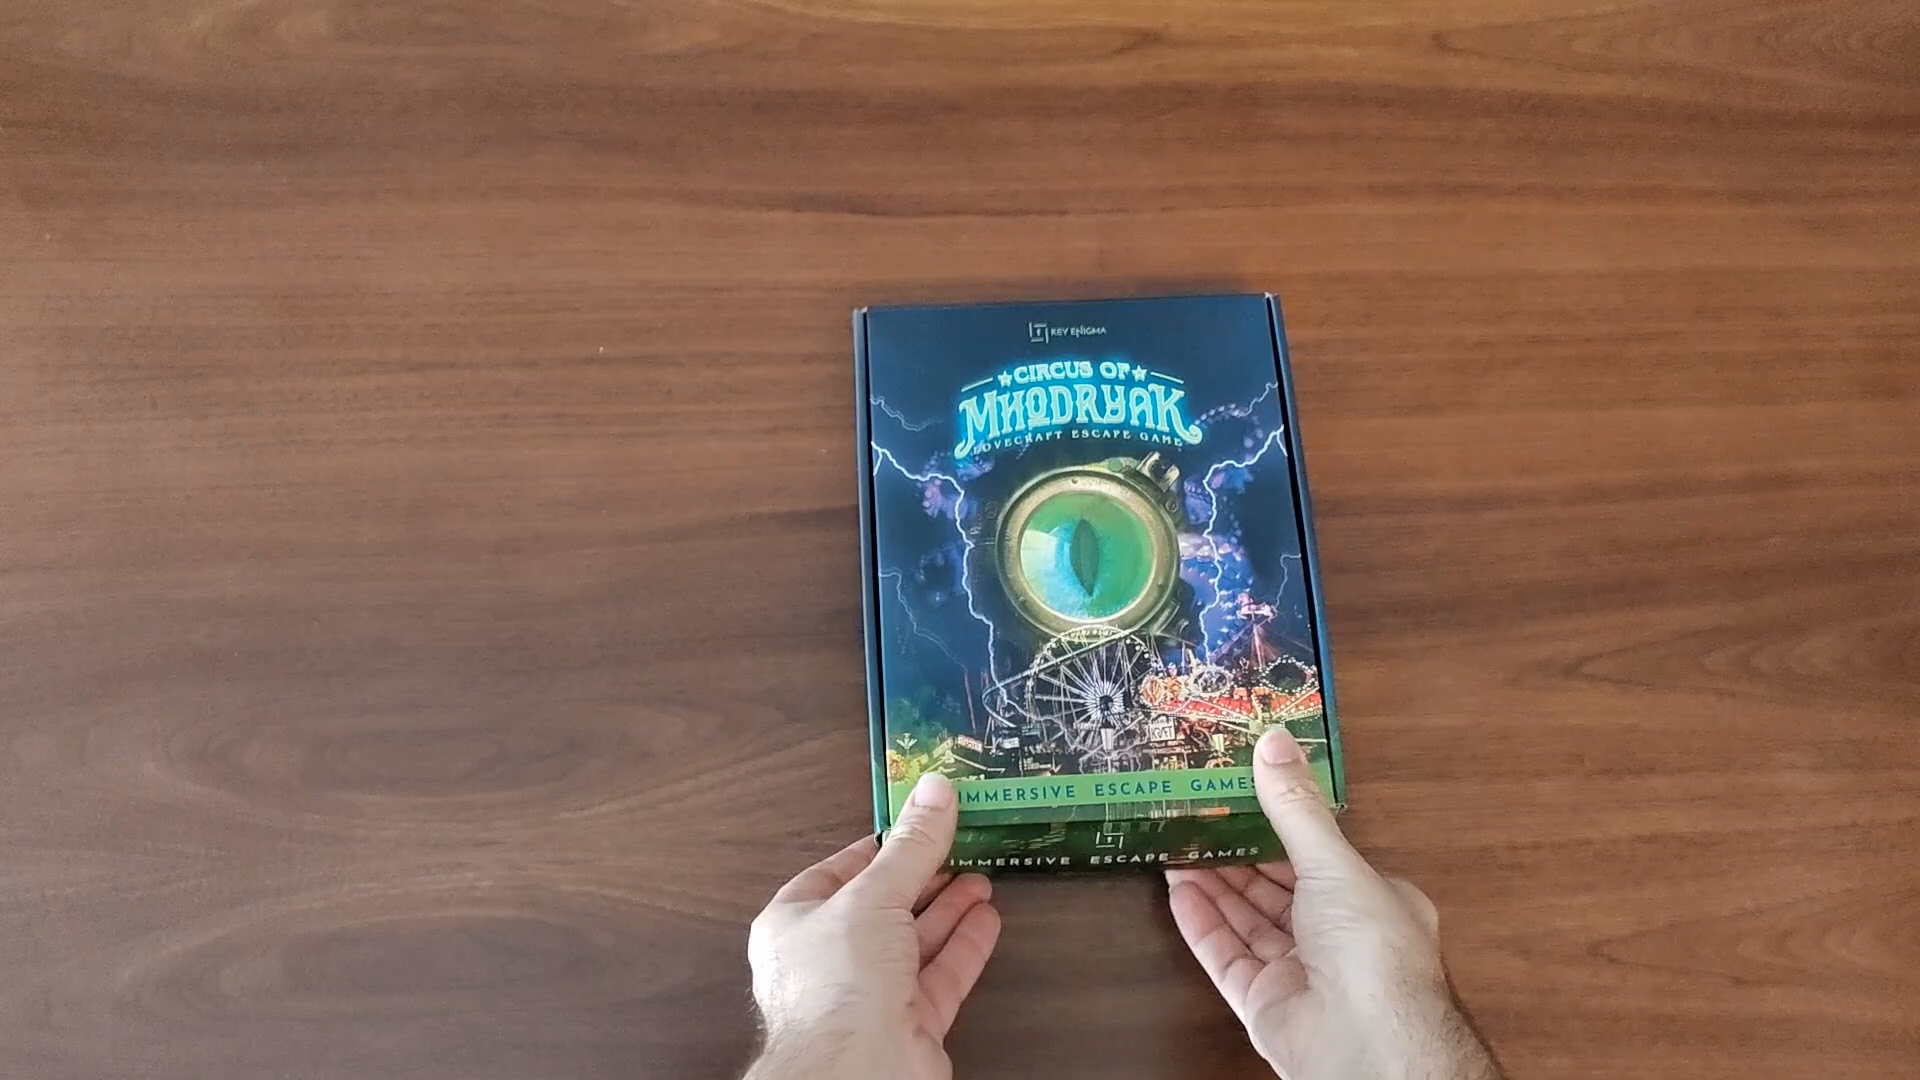 KEY ENIGMA
CIRCUS OF
MHODRYAK
LOVECRAFT ESCAPE GAME
IMMERSIVE ESCAPE GAMES
IMMERSIVE ESCAPE GAMES